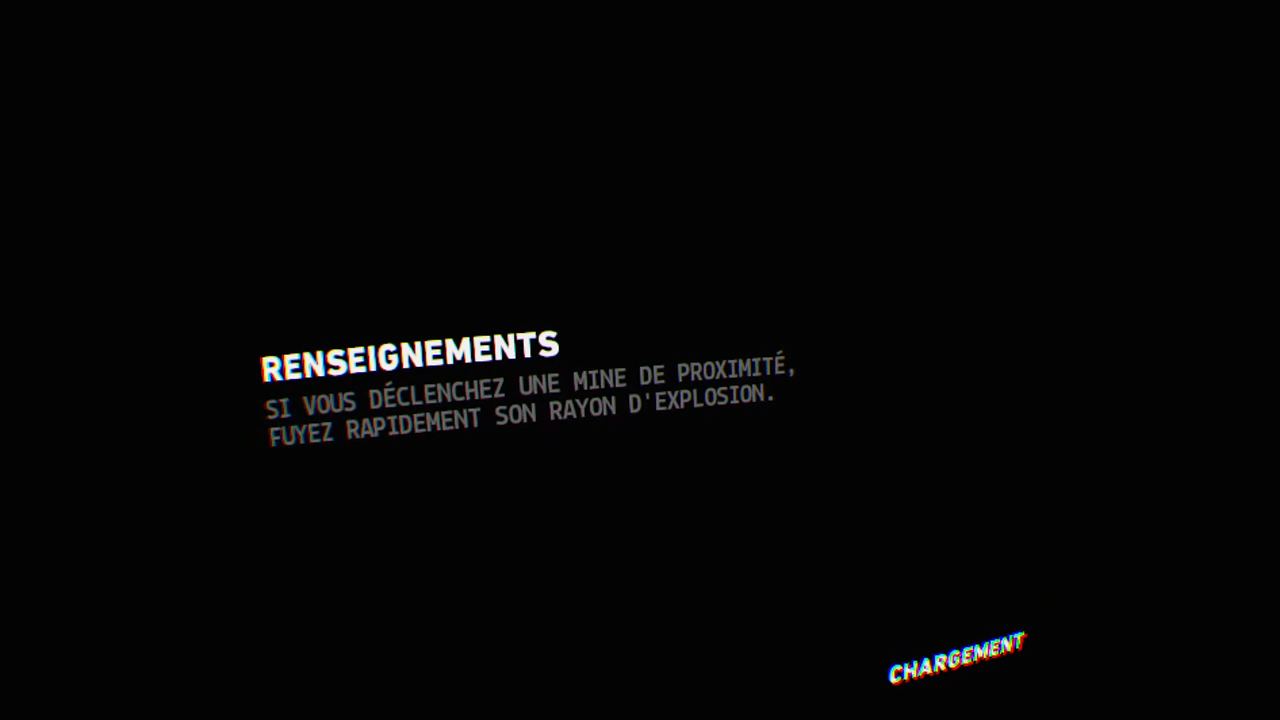 RENSEIGNEMENTS
SI VOUS DÉCLENCHEZ UNE MINE DE PROXIMITÉ,
FUYEZ RAPIDEMENT SON RAYON D'EXPLOSION.
CHARGEMENT